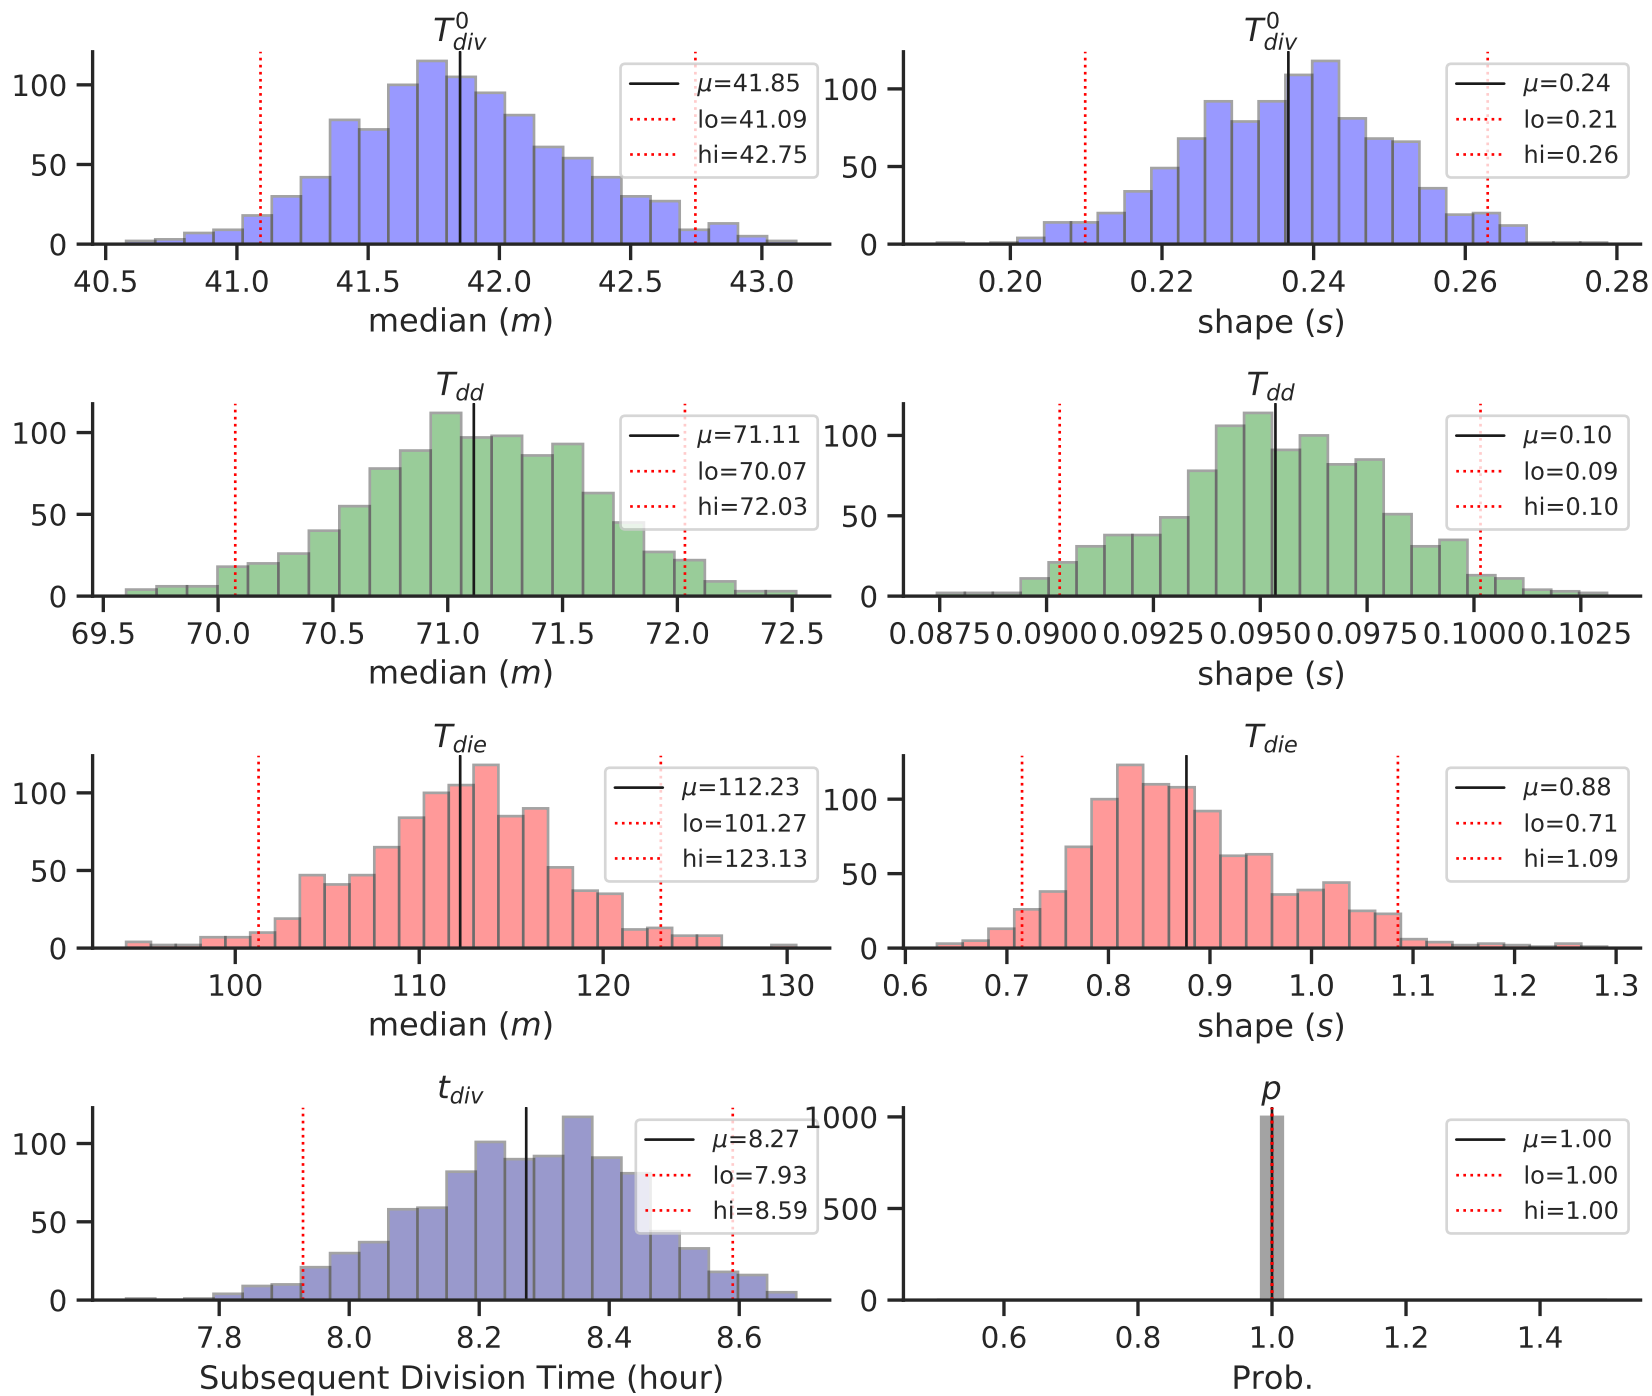 T⁰div
100
50
0
μ=41.85
lo=41.09
hi=42.75
40.5 41.0 41.5 42.0 42.5 43.0
median (m)
T⁰div
100
50
0
μ=0.24
lo=0.21
hi=0.26
0.20 0.22 0.24 0.26 0.28
shape (s)
Tdd
100
50
0
μ=71.11
lo=70.07
hi=72.03
69.5 70.0 70.5 71.0 71.5 72.0 72.5
median (m)
Tdd
100
50
0
μ=0.10
lo=0.09
hi=0.10
0.0875 0.0900 0.0925 0.0950 0.0975 0.1000 0.1025
shape (s)
Tdie
100
50
0
μ=112.23
lo=101.27
hi=123.13
100 110 120 130
median (m)
Tdie
100
50
0
μ=0.88
lo=0.71
hi=1.09
0.6 0.7 0.8 0.9 1.0 1.1 1.2 1.3
shape (s)
tdiv
100
50
0
μ=8.27
lo=7.93
hi=8.59
7.8 8.0 8.2 8.4 8.6
Subsequent Division Time (hour)
p
1000
500
0
μ=1.00
lo=1.00
hi=1.00
0.6 0.8 1.0 1.2 1.4
Prob.